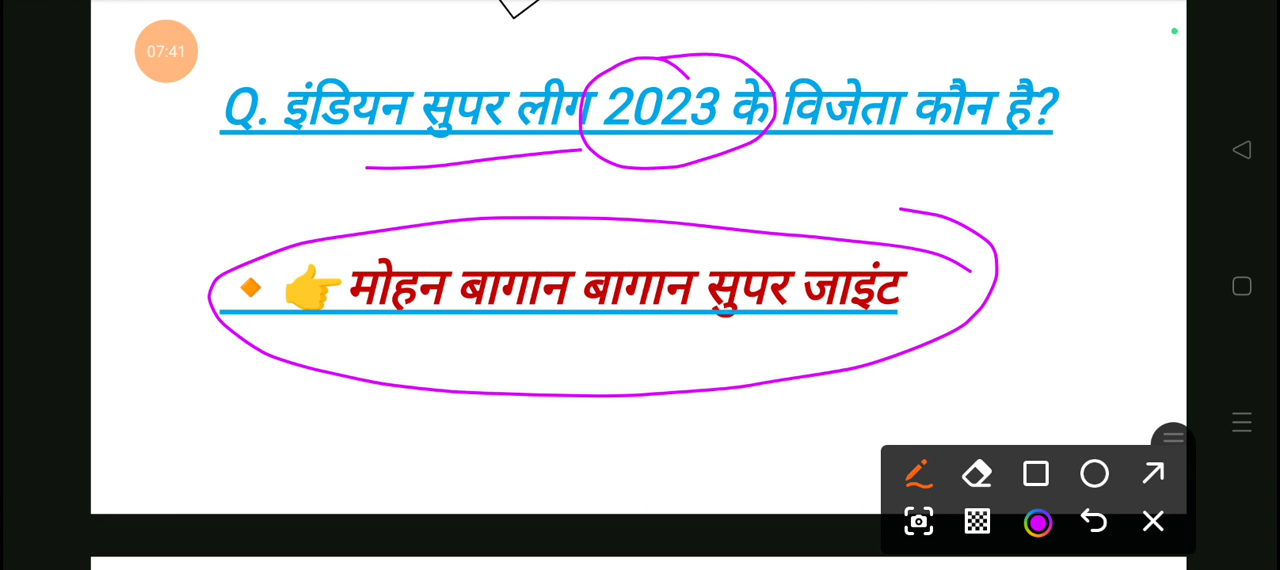 07:41
Q. इंडियन सुपर लीग 2023 के विजेता कौन है?
🔸👉मोहन बागान बागान सुपर जाइंट